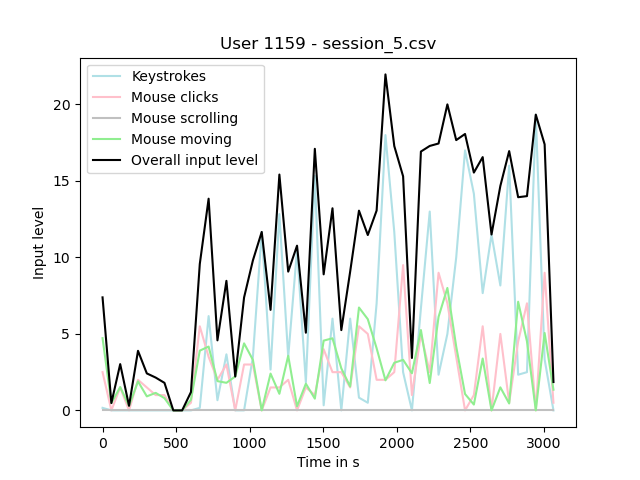 User 1159 - session_5.csv
Keystrokes
Mouse clicks
Mouse scrolling
Mouse moving
Overall input level
Input level
20
15
10
5
0
0 500 1000 1500 2000 2500 3000
Time in s